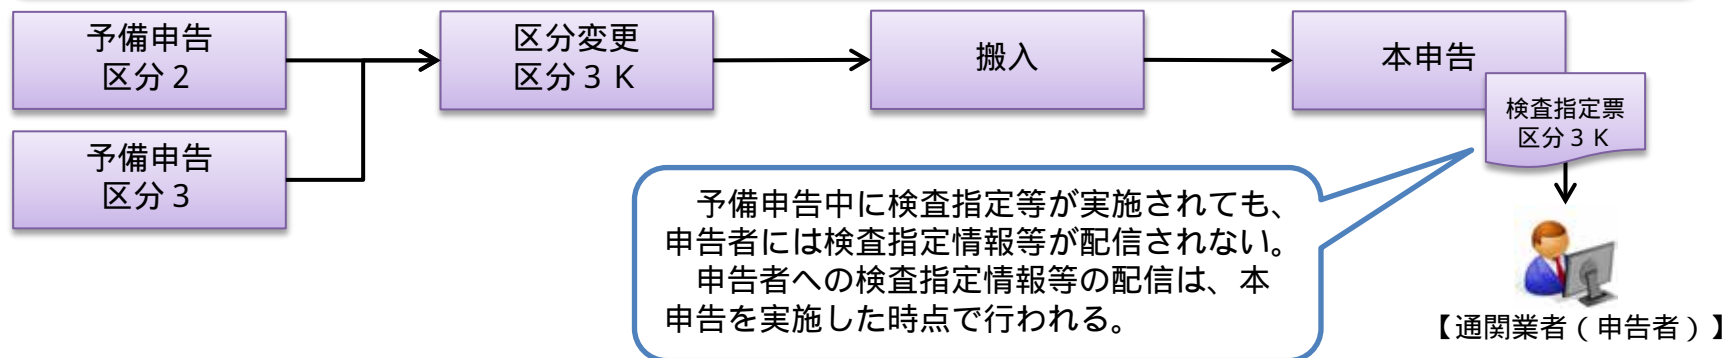 予備申告
区分２
区分変更
区分３Ｋ
搬入
本申告
検査指定票
区分３Ｋ
予備申告
区分３
　予備申告中に検査指定等が実施されても、
申告者には検査指定情報等が配信されない。
　申告者への検査指定情報等の配信は、本
申告を実施した時点で行われる。
【通関業者（申告者）】